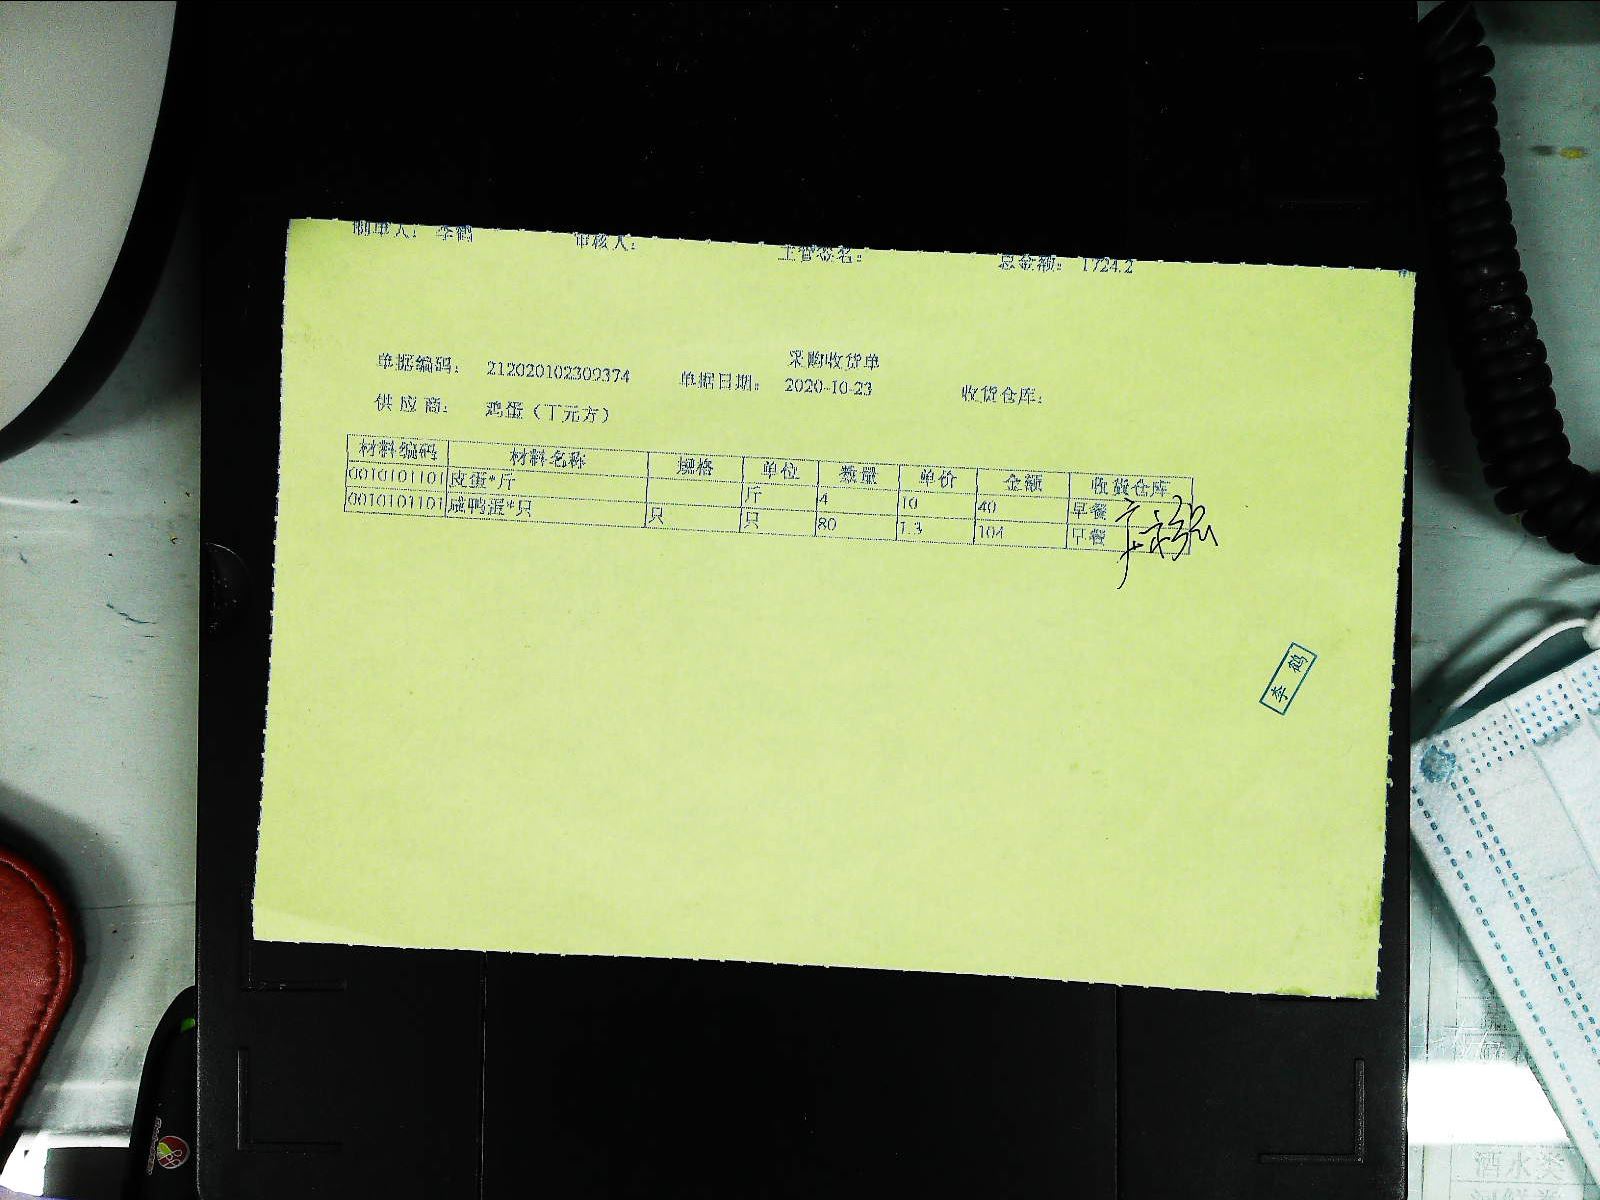 制单人： 李鹤 审核人： 主管签名： 总金额： 1724.2
采购收货单
单据编码： 212020102309374 单据日期： 2020-10-23 收货仓库：
供 应 商： 鸡蛋（丁元方）
材料编码 材料名称 规格 单位 数量 单价 金额 收货仓库
0010101101 皮蛋*斤 斤 4 10 40 早餐
0010101101 咸鸭蛋*只 只 只 80 1.3 104 早餐
李鹤
酒水类